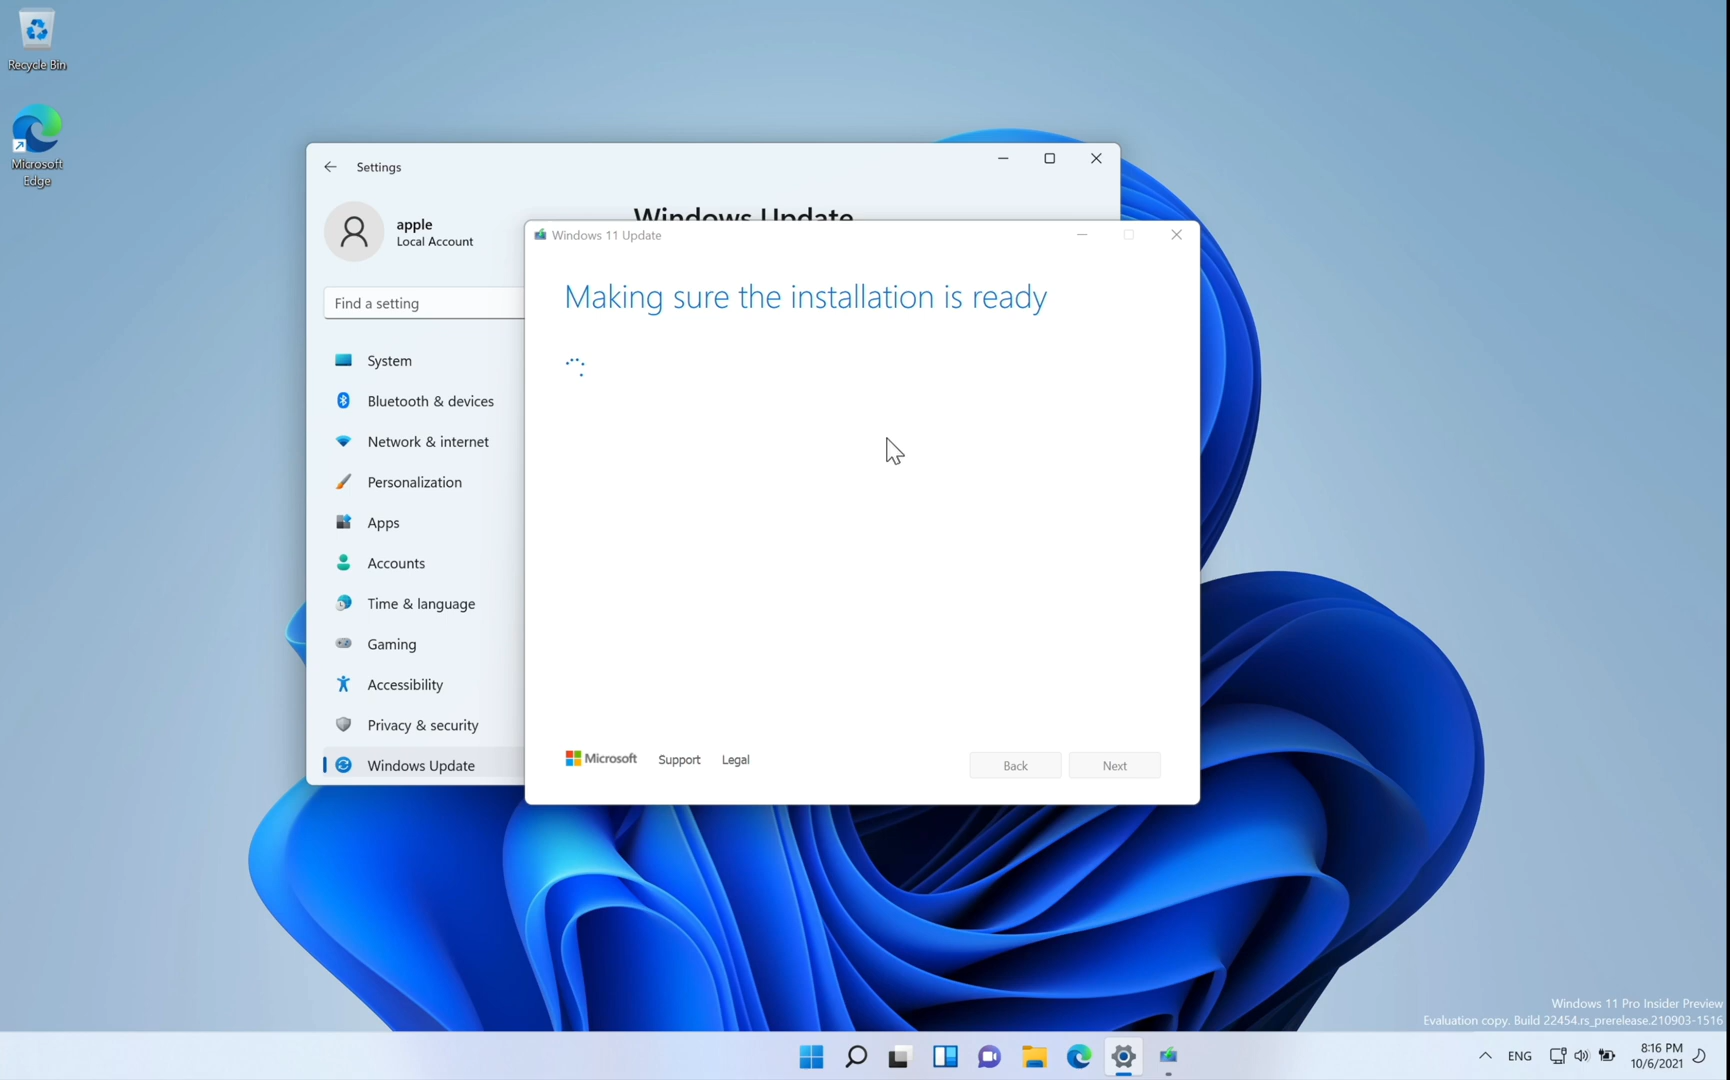 Recycle Bin
Microsoft
Edge
Settings
apple
Local Account
Find a setting
System
Bluetooth & devices
Network & internet
Personalization
Apps
Accounts
Time & language
Gaming
Accessibility
Privacy & security
Windows Update
Windows Update
Windows 11 Update
Making sure the installation is ready
Microsoft
Support
Legal
Back
Next
Windows 11 Pro Insider Preview
Evaluation copy. Build 22454.rs_prerelease.210903-1516
ENG
8:16 PM
10/6/2021